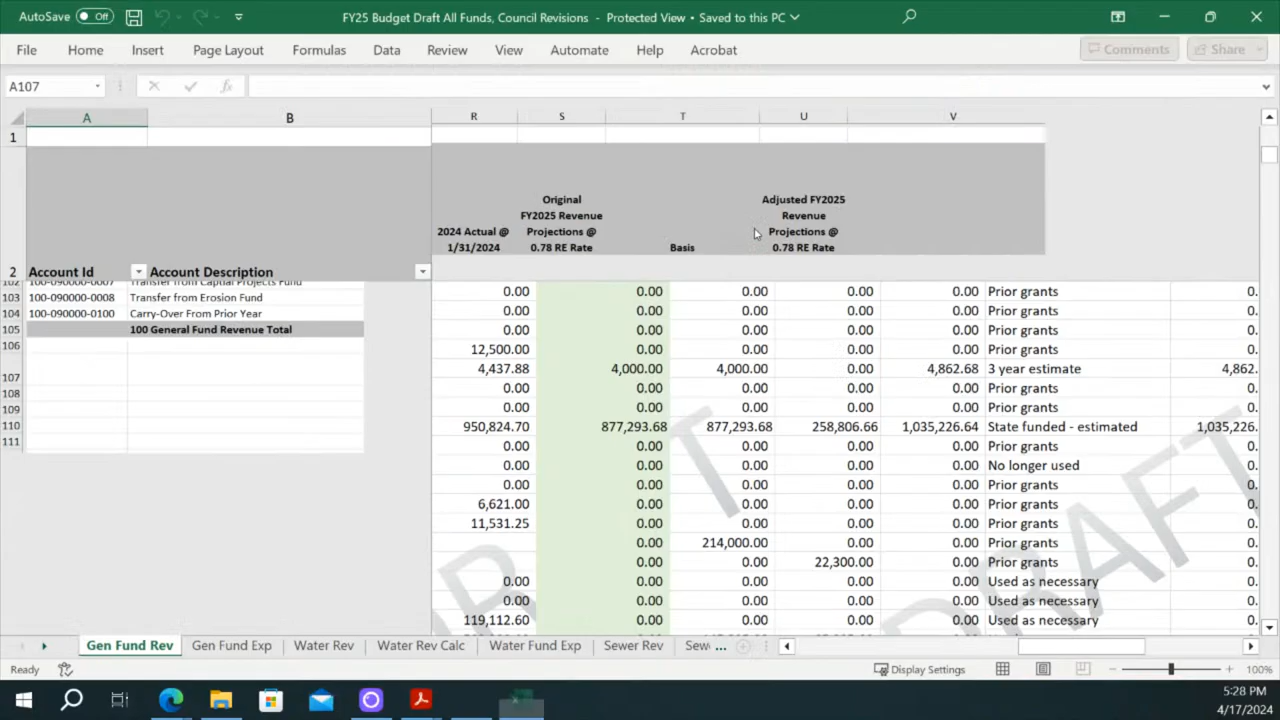 AutoSave Off FY25 Budget Draft All Funds, Council Revisions - Protected View • Saved to this PC
File Home Insert Page Layout Formulas Data Review View Automate Help Acrobat Comments Share
A107 fx
A B R S T U V
1
2024 Actual @ 1/31/2024
Original FY2025 Revenue Projections @ 0.78 RE Rate
Basis
Adjusted FY2025 Revenue Projections @ 0.78 RE Rate
2 Account Id Account Description
102 100-090000-0007 Transfer from Capital Projects Fund
103 100-090000-0008 Transfer from Erosion Fund
104 100-090000-0100 Carry-Over From Prior Year
105 100 General Fund Revenue Total
106
107
108
109
110
111
0.00 0.00 0.00 0.00 0.00 Prior grants 0.
0.00 0.00 0.00 0.00 0.00 Prior grants 0.
0.00 0.00 0.00 0.00 0.00 Prior grants 0.
12,500.00 0.00 0.00 0.00 0.00 Prior grants 0.
4,437.88 4,000.00 4,000.00 0.00 4,862.68 3 year estimate 4,862.
0.00 0.00 0.00 0.00 0.00 Prior grants 0.
0.00 0.00 0.00 0.00 0.00 Prior grants 0.
950,824.70 877,293.68 877,293.68 258,806.66 1,035,226.64 State funded - estimated 1,035,226.
0.00 0.00 0.00 0.00 0.00 Prior grants 0.
0.00 0.00 0.00 0.00 0.00 No longer used 0.
0.00 0.00 0.00 0.00 0.00 Prior grants 0.
6,621.00 0.00 0.00 0.00 0.00 Prior grants 0.
11,531.25 0.00 0.00 0.00 0.00 Prior grants 0.
0.00 214,000.00 0.00 0.00 Prior grants 0.
0.00 0.00 22,300.00 0.00 Prior grants 0.
0.00 0.00 0.00 0.00 0.00 Used as necessary 0.
0.00 0.00 0.00 0.00 0.00 Used as necessary 0.
119,112.60 0.00 0.00 0.00 0.00 Used as necessary 0.
DRAFT
Gen Fund Rev Gen Fund Exp Water Rev Water Rev Calc Water Fund Exp Sewer Rev Sew ...
Ready Display Settings 100%
5:28 PM
4/17/2024